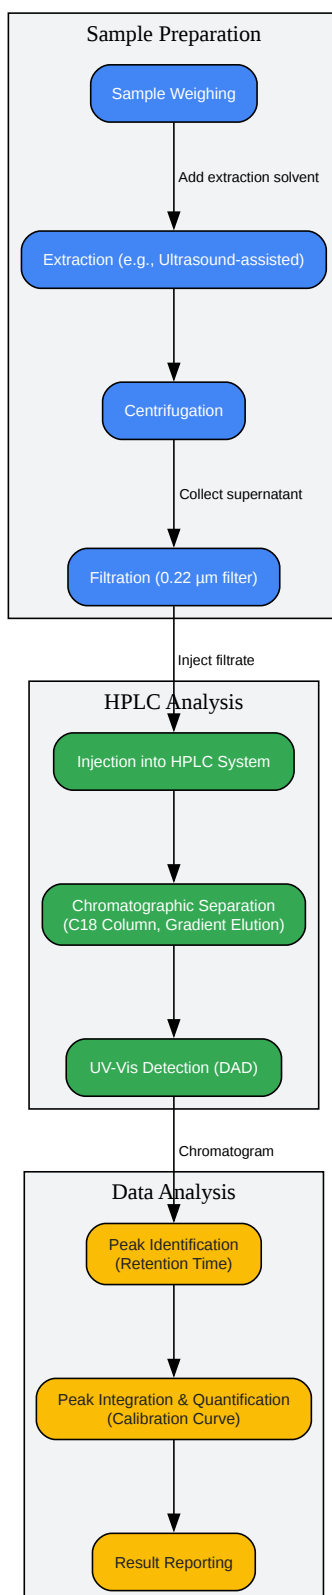 Sample Preparation
Sample Weighing
Add extraction solvent
Extraction (e.g., Ultrasound-assisted)
Centrifugation
Collect supernatant
Filtration (0.22 µm filter)
Inject filtrate
HPLC Analysis
Injection into HPLC System
Chromatographic Separation
(C18 Column, Gradient Elution)
UV-Vis Detection (DAD)
Chromatogram
Data Analysis
Peak Identification
(Retention Time)
Peak Integration & Quantification
(Calibration Curve)
Result Reporting